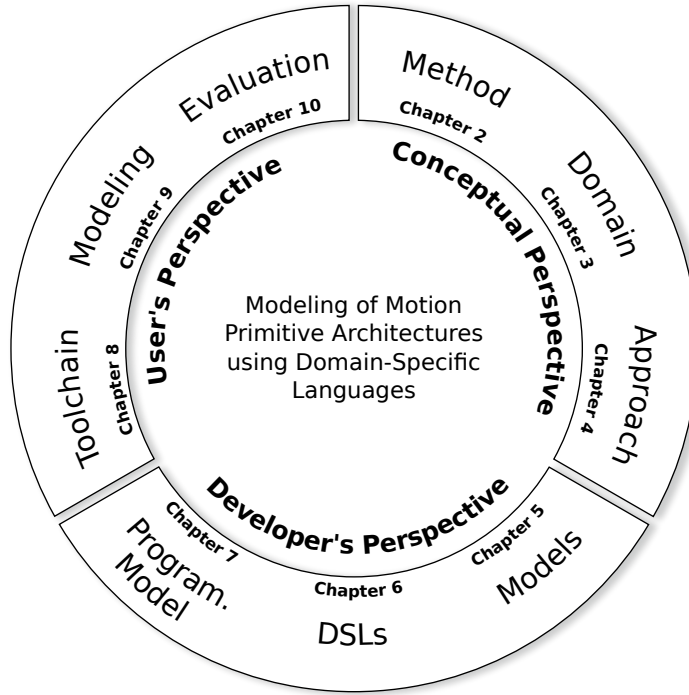 Method
Chapter 2
Domain
Chapter 3
Approach
Chapter 4
Conceptual Perspective
Models
Chapter 5
DSLs
Chapter 6
Program.
Model
Chapter 7
Developer's Perspective
Toolchain
Chapter 8
Modeling
Chapter 9
Evaluation
Chapter 10
User's Perspective
Modeling of Motion
Primitive Architectures
using Domain-Specific
Languages